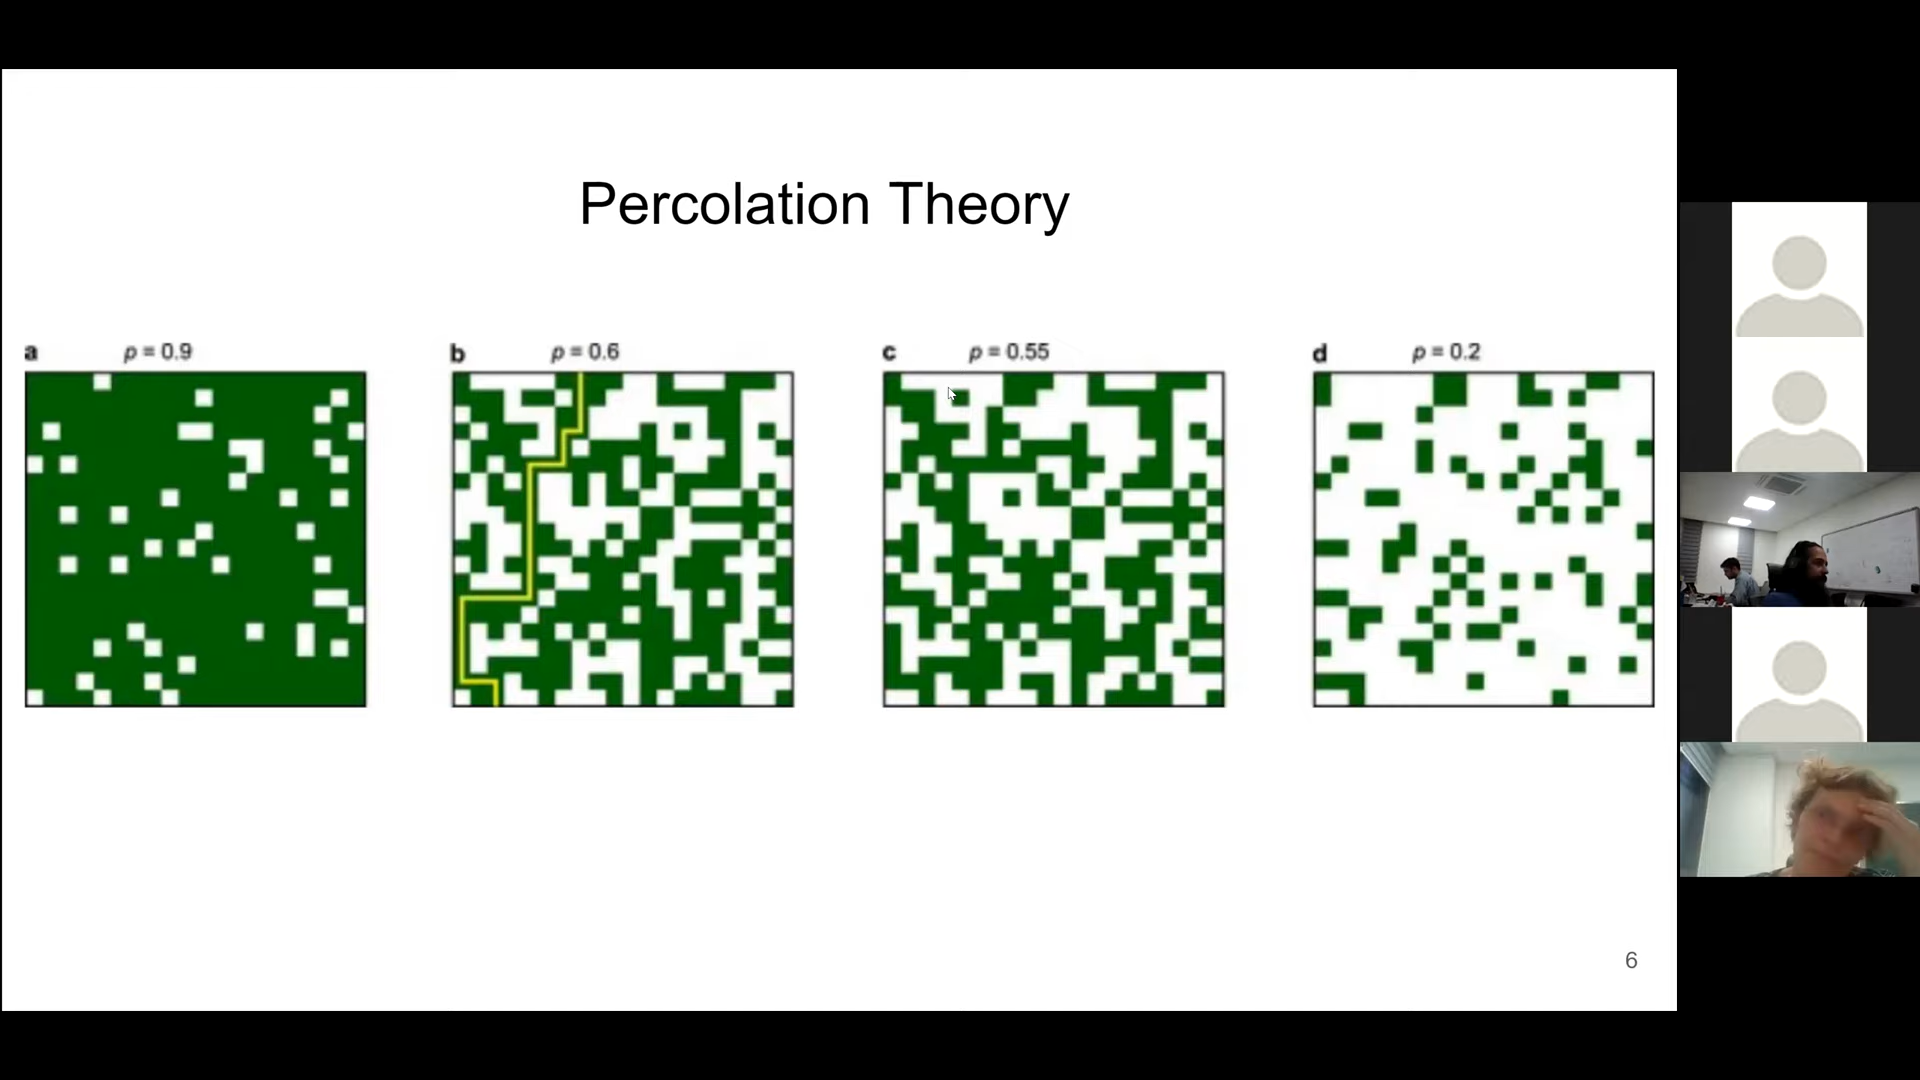 Percolation Theory
a p = 0.9
b p = 0.6
c p = 0.55
d p = 0.2
6